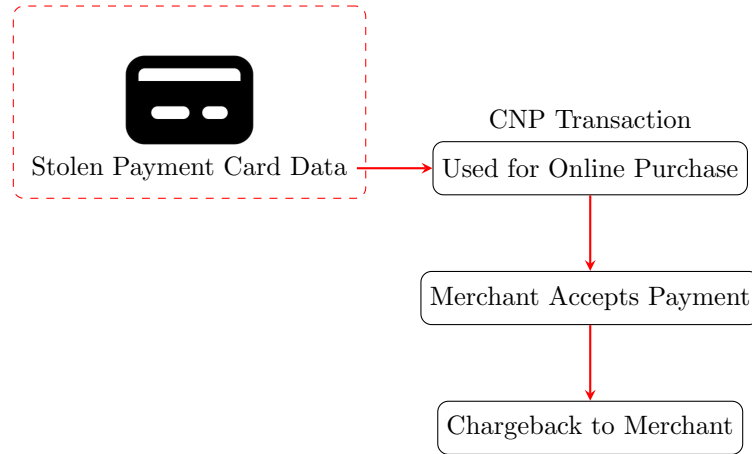 CNP Transaction
Stolen Payment Card Data
Used for Online Purchase
Merchant Accepts Payment
Chargeback to Merchant